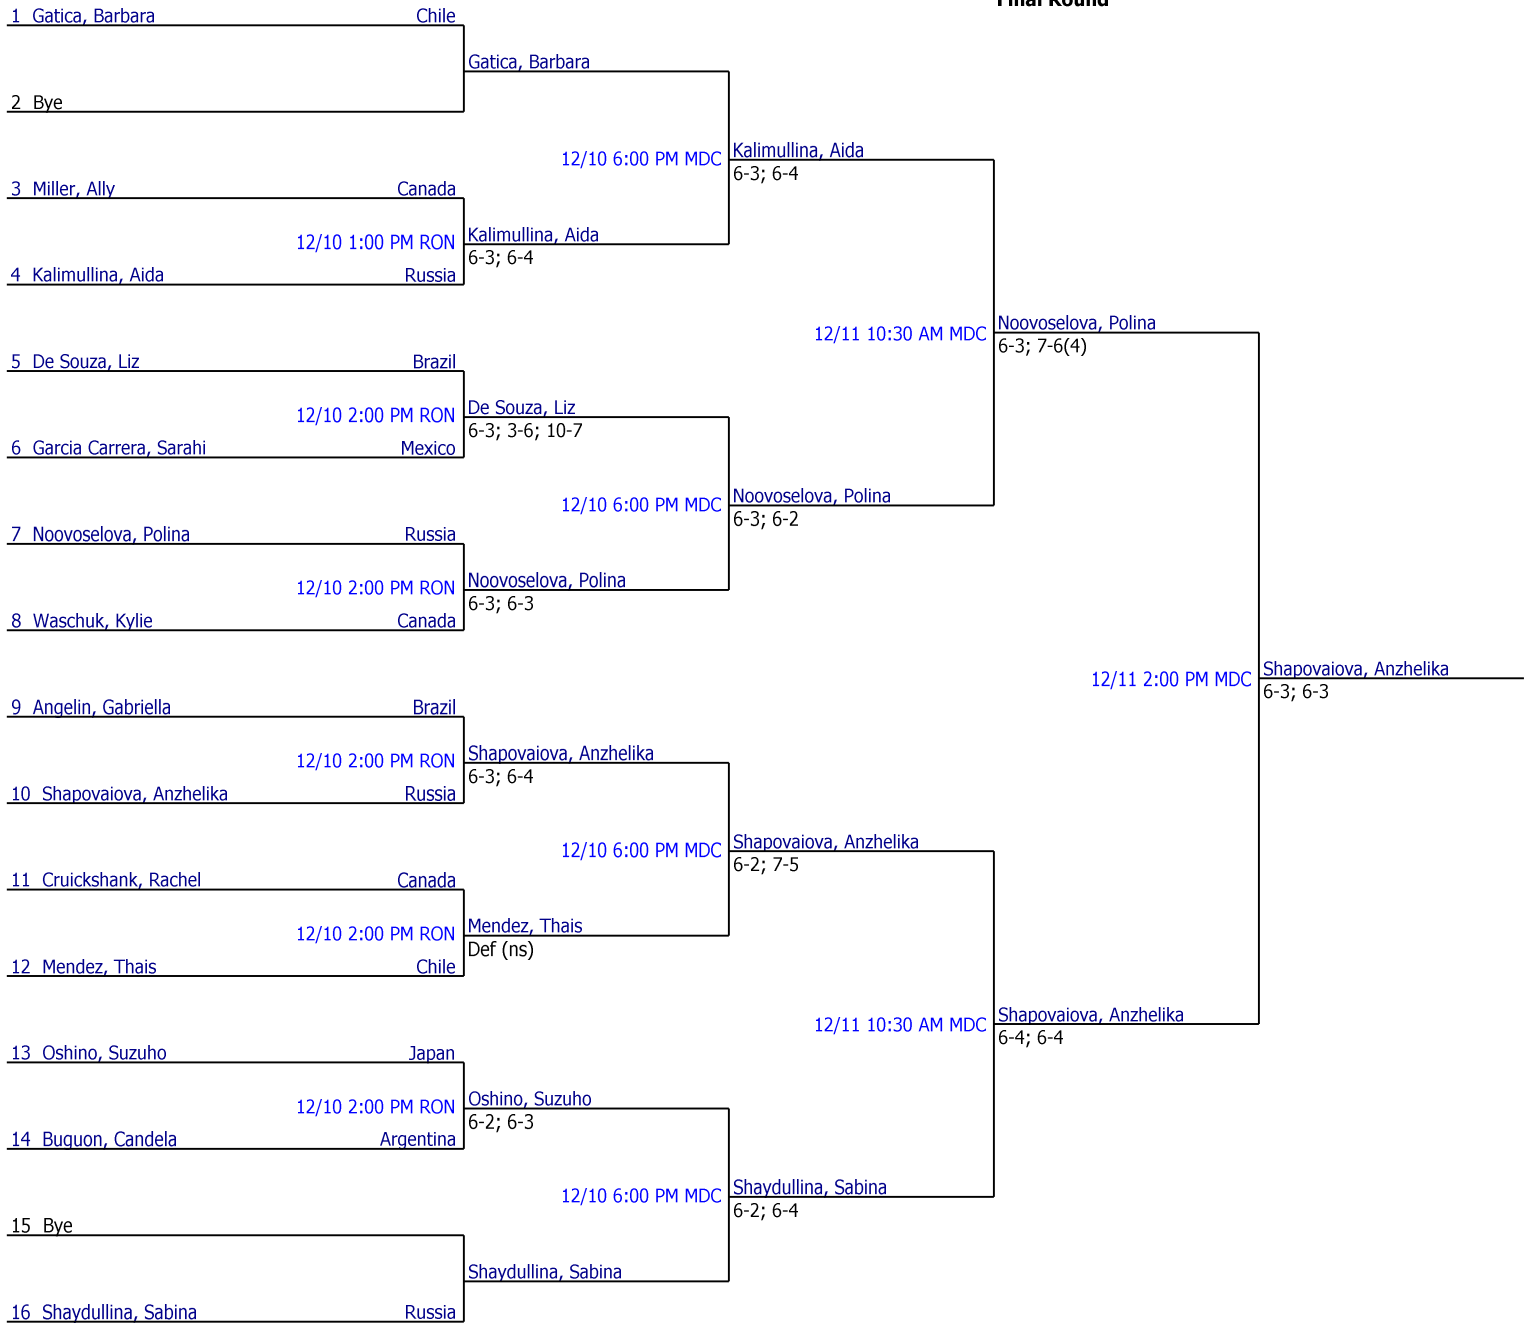 Final Round
1 Gatica, Barbara Chile
Gatica, Barbara
2 Bye
12/10 6:00 PM MDC Kalimullina, Aida
6-3; 6-4
3 Miller, Ally Canada
12/10 1:00 PM RON Kalimullina, Aida
6-3; 6-4
4 Kalimullina, Aida Russia
12/11 10:30 AM MDC Noovoselova, Polina
6-3; 7-6(4)
5 De Souza, Liz Brazil
12/10 2:00 PM RON De Souza, Liz
6-3; 3-6; 10-7
6 Garcia Carrera, Sarahi Mexico
12/10 6:00 PM MDC Noovoselova, Polina
6-3; 6-2
7 Noovoselova, Polina Russia
12/10 2:00 PM RON Noovoselova, Polina
6-3; 6-3
8 Waschuk, Kylie Canada
12/11 2:00 PM MDC Shapovaiova, Anzhelika
6-3; 6-3
9 Angelin, Gabriella Brazil
12/10 2:00 PM RON Shapovaiova, Anzhelika
6-3; 6-4
10 Shapovaiova, Anzhelika Russia
12/10 6:00 PM MDC Shapovaiova, Anzhelika
6-2; 7-5
11 Cruickshank, Rachel Canada
12/10 2:00 PM RON Mendez, Thais
Def (ns)
12 Mendez, Thais Chile
12/11 10:30 AM MDC Shapovaiova, Anzhelika
6-4; 6-4
13 Oshino, Suzuho Japan
12/10 2:00 PM RON Oshino, Suzuho
6-2; 6-3
14 Buguon, Candela Argentina
12/10 6:00 PM MDC Shaydullina, Sabina
6-2; 6-4
15 Bye
Shaydullina, Sabina
16 Shaydullina, Sabina Russia